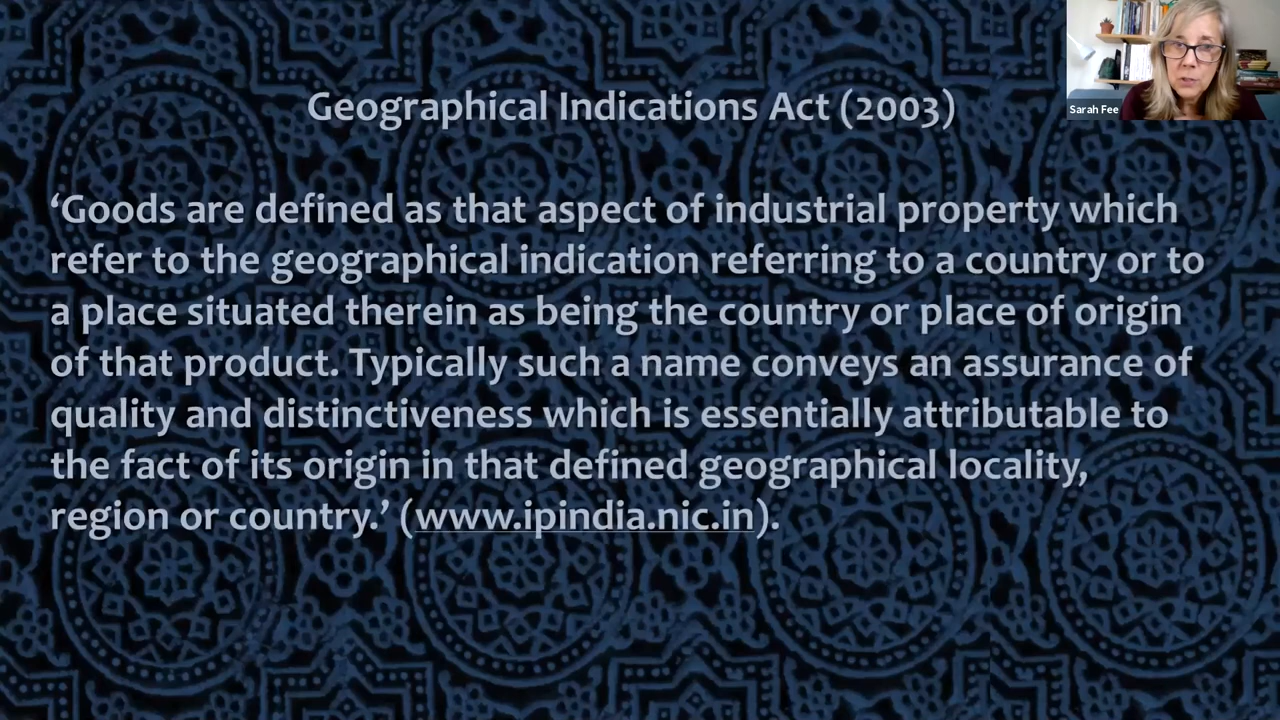 Geographical Indications Act (2003)
‘Goods are defined as that aspect of industrial property which
refer to the geographical indication referring to a country or to
a place situated therein as being the country or place of origin
of that product. Typically such a name conveys an assurance of
quality and distinctiveness which is essentially attributable to
the fact of its origin in that defined geographical locality,
region or country.’ (www.ipindia.nic.in).
Sarah Fee